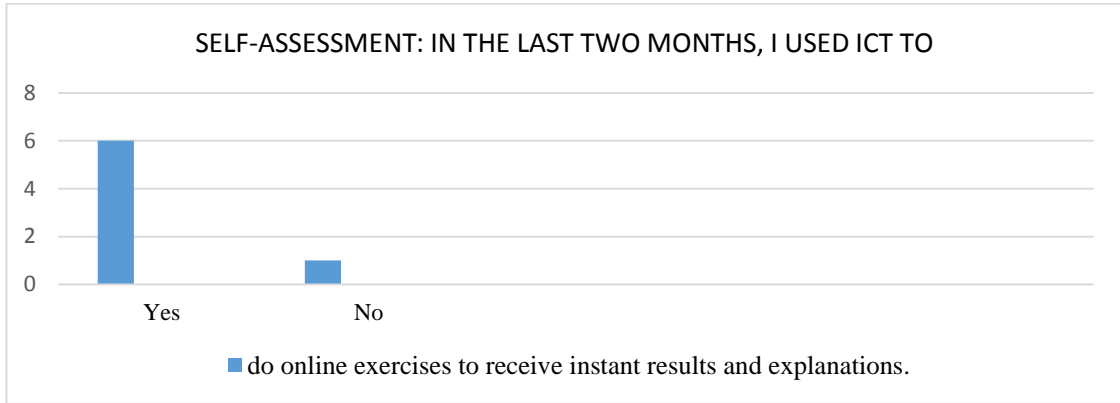 SELF-ASSESSMENT: IN THE LAST TWO MONTHS, I USED ICT TO
8
6
4
2
0
Yes No
do online exercises to receive instant results and explanations.